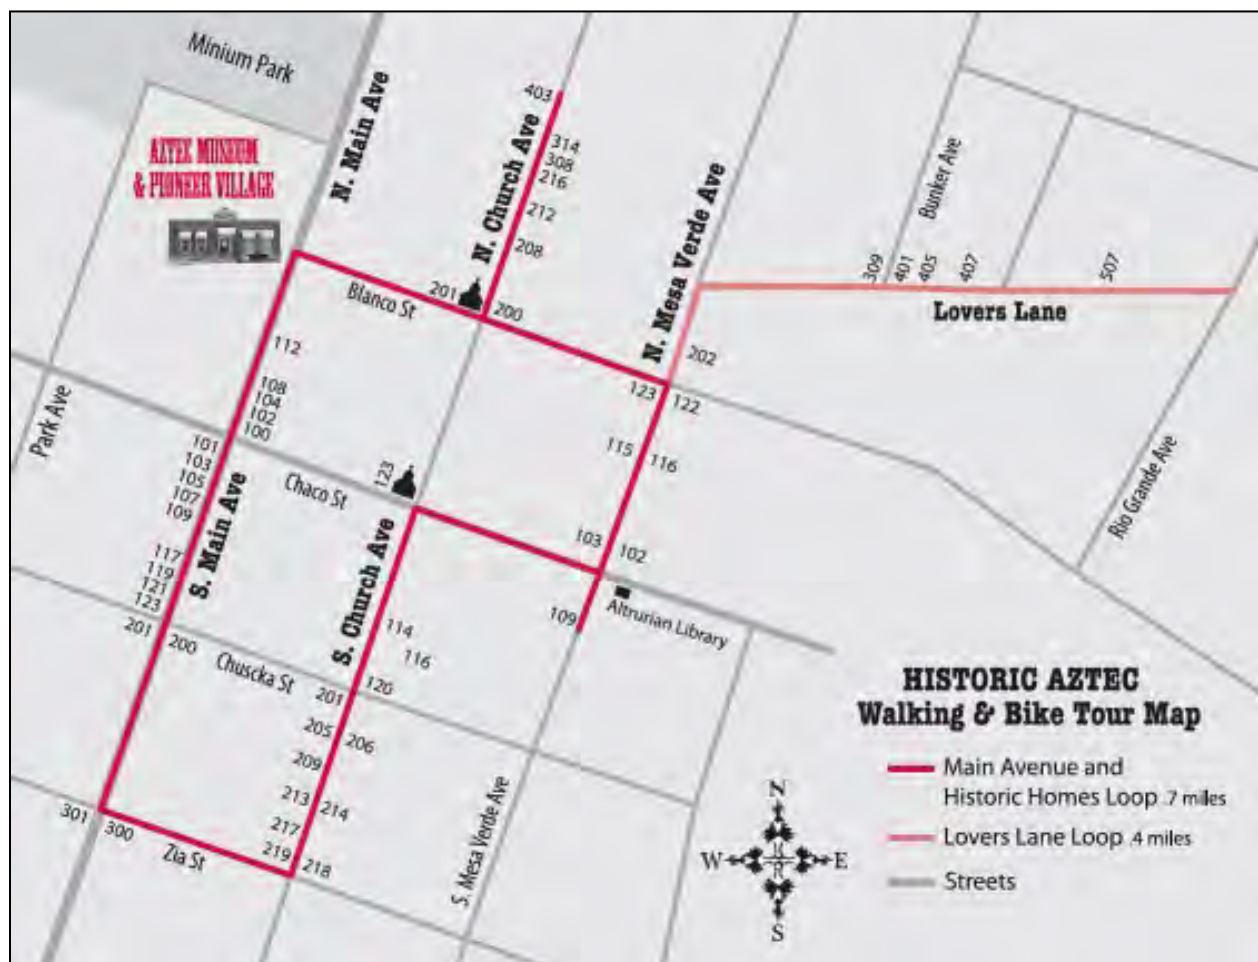 Minium Park
AZTEC MUSEUM
& PIONEER VILLAGE
N. Main Ave
N. Church Ave
N. Mesa Verde Ave
403
314
308
216
212
208
Bunker Ave
309
401
405
407
507
Lovers Lane
201
200
Blanco St
202
123
122
112
108
104
102
100
Park Ave
101
103
105
107
109
Chaco St
123
115
116
103
102
Rio Grande Ave
117
119
121
123
S. Main Ave
S. Church Ave
109
Altrurian Library
114
116
201
200
Chuscka St
201
120
205
206
209
213
214
217
219
218
S. Mesa Verde Ave
301
300
Zia St
HISTORIC AZTEC
Walking & Bike Tour Map
Main Avenue and
Historic Homes Loop .7 miles
Lovers Lane Loop .4 miles
Streets
N
W
E
S